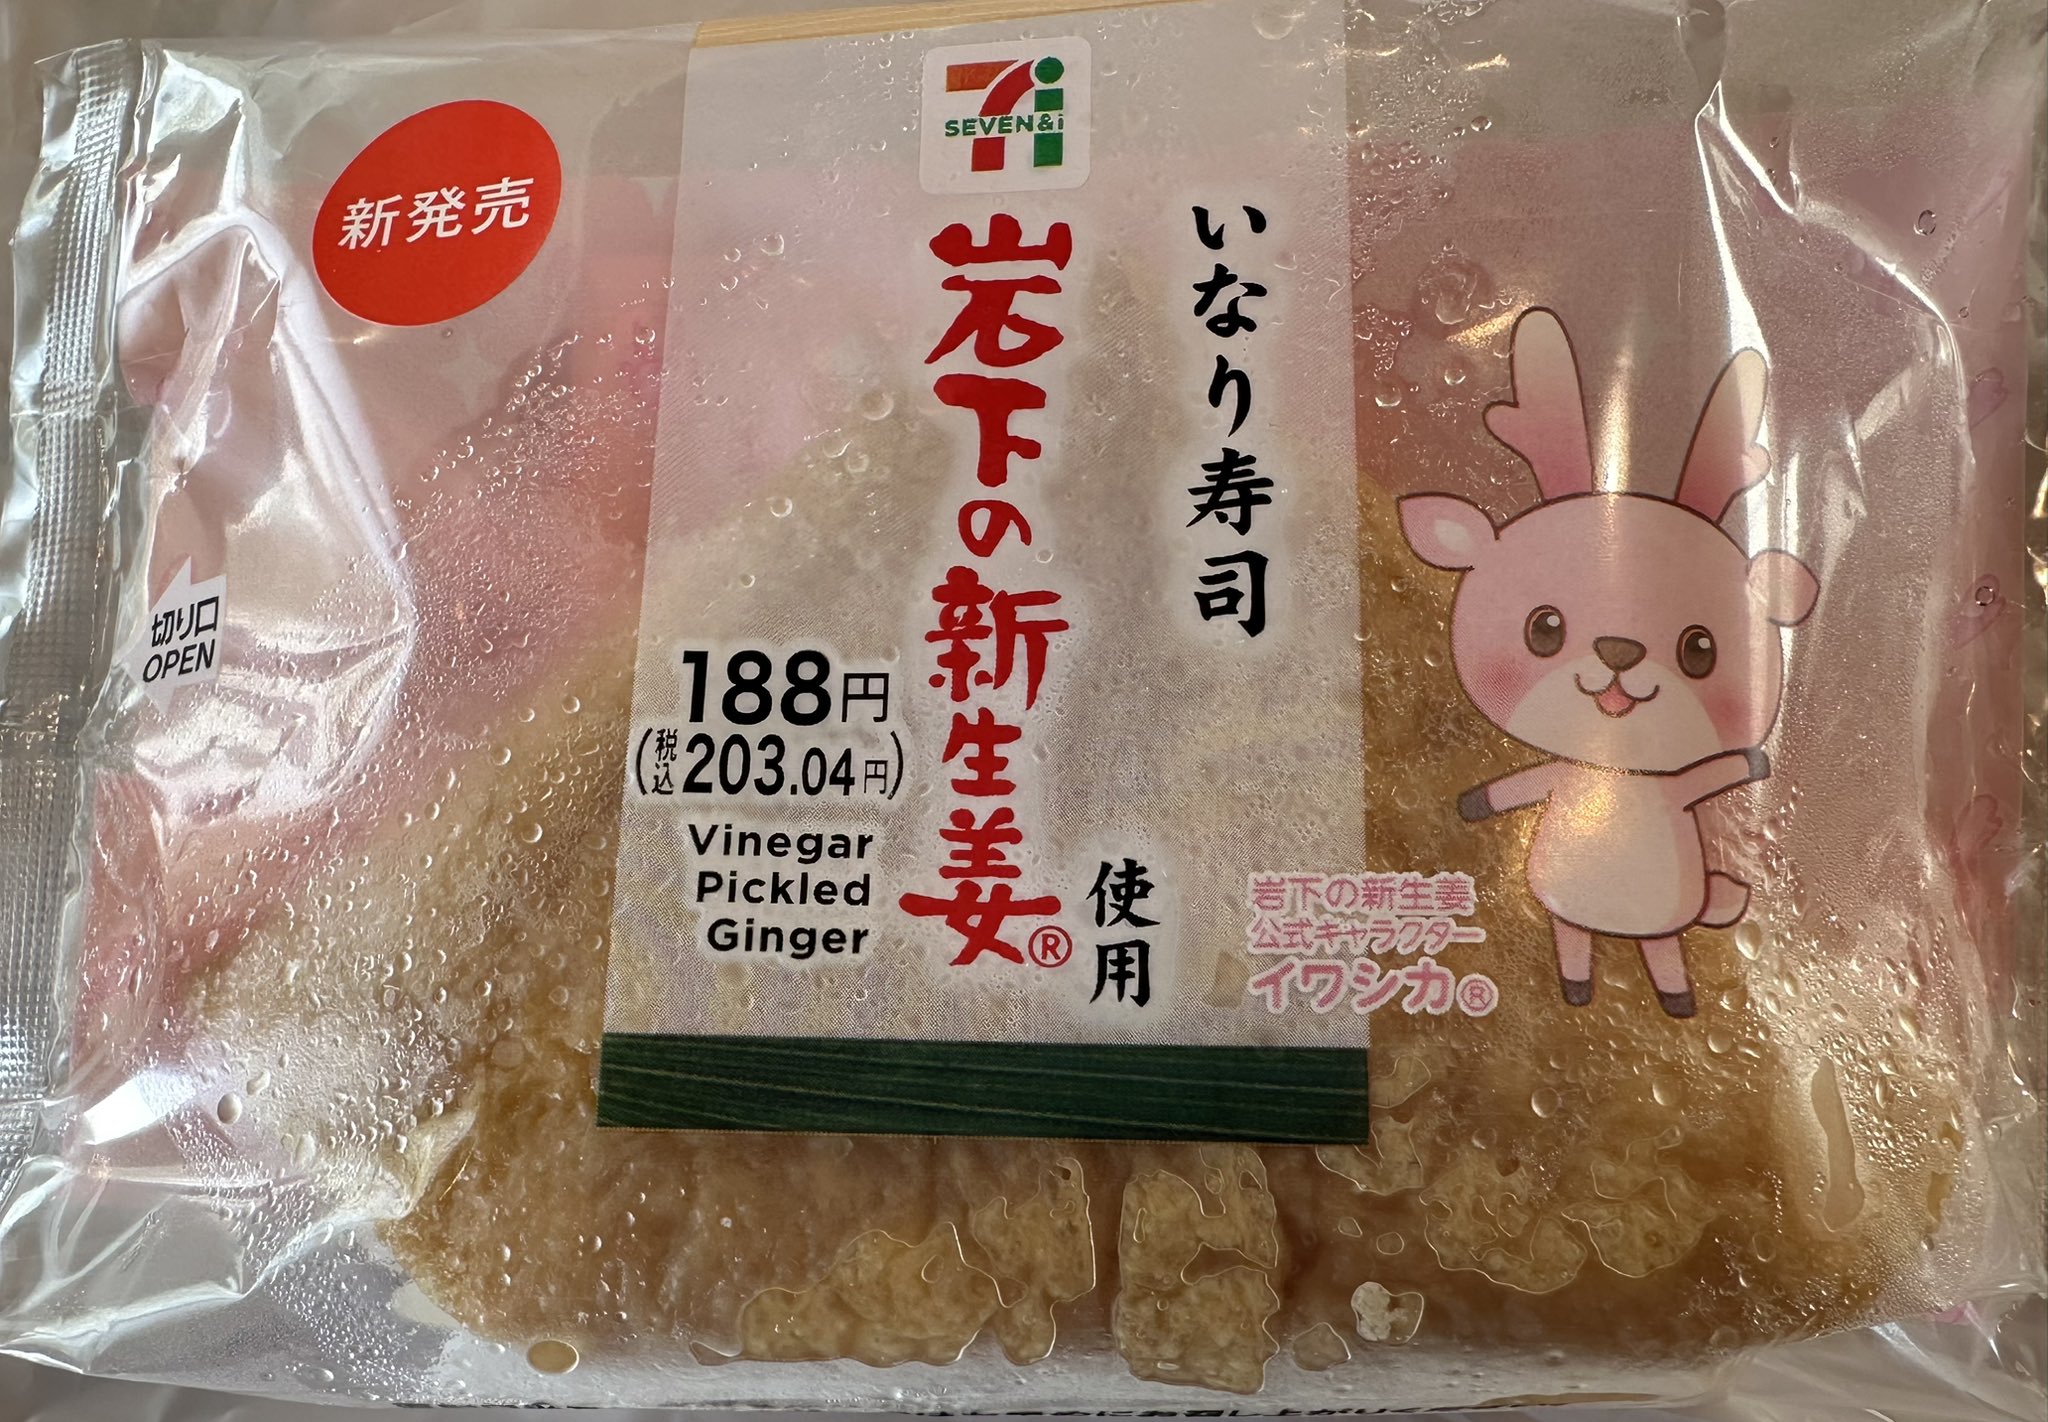 新発売
SEVEN&i
いなり寿司
岩下の新生姜®
使用
188円
(税込203.04円)
Vinegar
Pickled
Ginger
切り口
OPEN
岩下の新生姜
公式キャラクター
イワシカ®